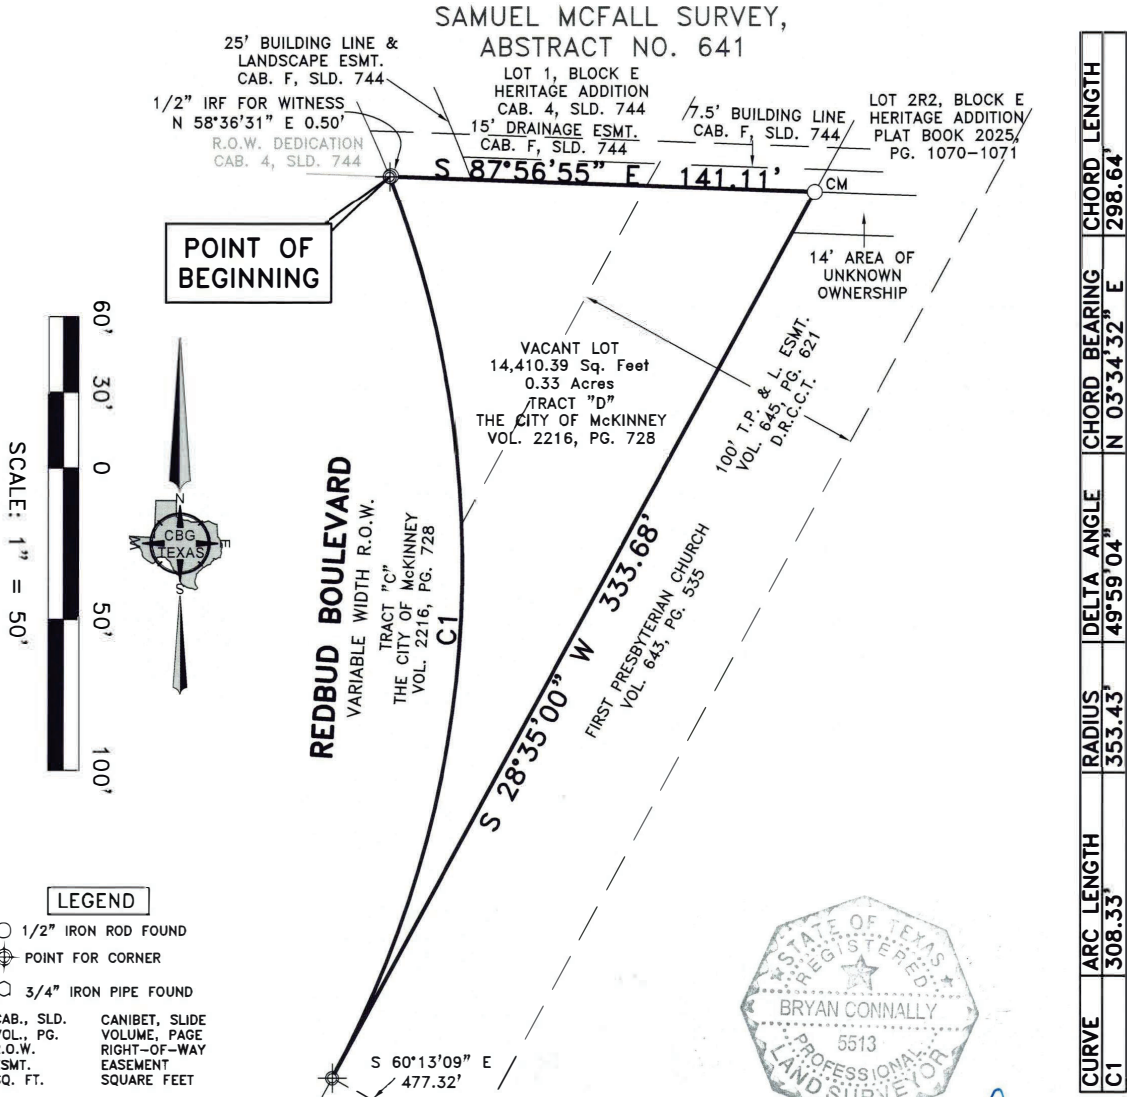 SAMUEL MCFALL SURVEY,
ABSTRACT NO. 641
25' BUILDING LINE &
LANDSCAPE ESMT.
CAB. F, SLD. 744
1/2" IRF FOR WITNESS
N 58°36'31" E 0.50'
R.O.W. DEDICATION
CAB. 4, SLD. 744
LOT 1, BLOCK E
HERITAGE ADDITION
CAB. 4, SLD. 744
15' DRAINAGE ESMT.
CAB. F, SLD. 744
7.5' BUILDING LINE
CAB. F, SLD. 744
LOT 2R2, BLOCK E
HERITAGE ADDITION
PLAT BOOK 2025,
PG. 1070-1071
S 87°56'55" E 141.11'
CM
POINT OF
BEGINNING
14' AREA OF
UNKNOWN
OWNERSHIP
VACANT LOT
14,410.39 Sq. Feet
0.33 Acres
TRACT "D"
THE CITY OF McKINNEY
VOL. 2216, PG. 728
100' T.P. & L. ESMT.
VOL. 645, PG. 621
D.R.C.C.T.
60'
30'
0
50'
100'
SCALE: 1" = 50'
N
W
E
S
CBG
TEXAS
REDBUD BOULEVARD
VARIABLE WIDTH R.O.W.
TRACT "C"
THE CITY OF McKINNEY
VOL. 2216, PG. 728
C1
S 28°35'00" W 333.68'
FIRST PRESBYTERIAN CHURCH
VOL. 643, PG. 535
LEGEND
1/2" IRON ROD FOUND
POINT FOR CORNER
3/4" IRON PIPE FOUND
CAB., SLD. CANIBET, SLIDE
VOL., PG. VOLUME, PAGE
R.O.W. RIGHT-OF-WAY
ESMT. EASEMENT
SQ. FT. SQUARE FEET
S 60°13'09" E
477.32'
STATE OF TEXAS
REGISTERED
BRYAN CONNALLY
5513
PROFESSIONAL
LAND SURVEYOR
CURVE ARC LENGTH RADIUS DELTA ANGLE CHORD BEARING CHORD LENGTH
C1 308.33' 353.43' 49°59'04" N 03°34'32" E 298.64'